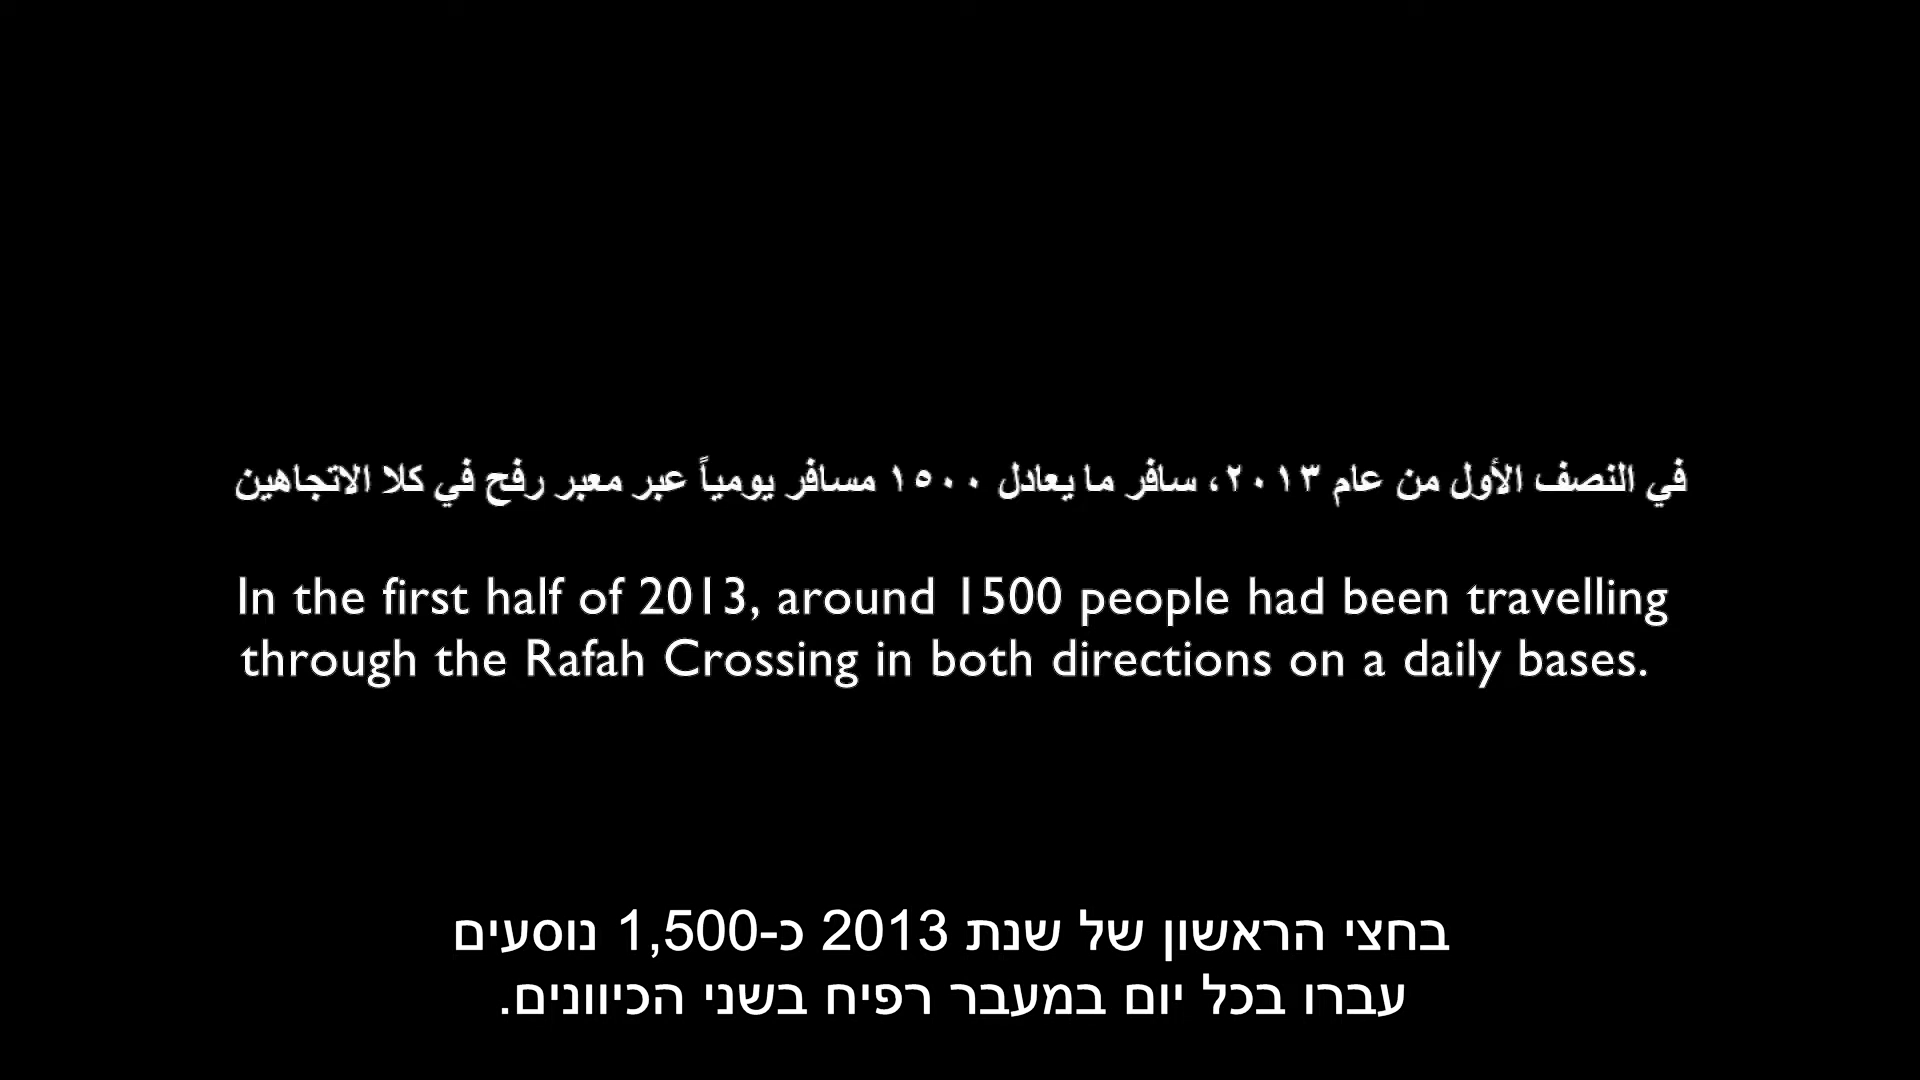 في النصف الأول من عام ٢٠١٣، سافر ما يعادل ١٥٠٠ مسافر يومياً عبر معبر رفح في كلا الاتجاهين
In the first half of 2013, around 1500 people had been travelling
through the Rafah Crossing in both directions on a daily bases.
בחצי הראשון של שנת 2013 כ-1,500 נוסעים
עברו בכל יום במעבר רפיח בשני הכיוונים.